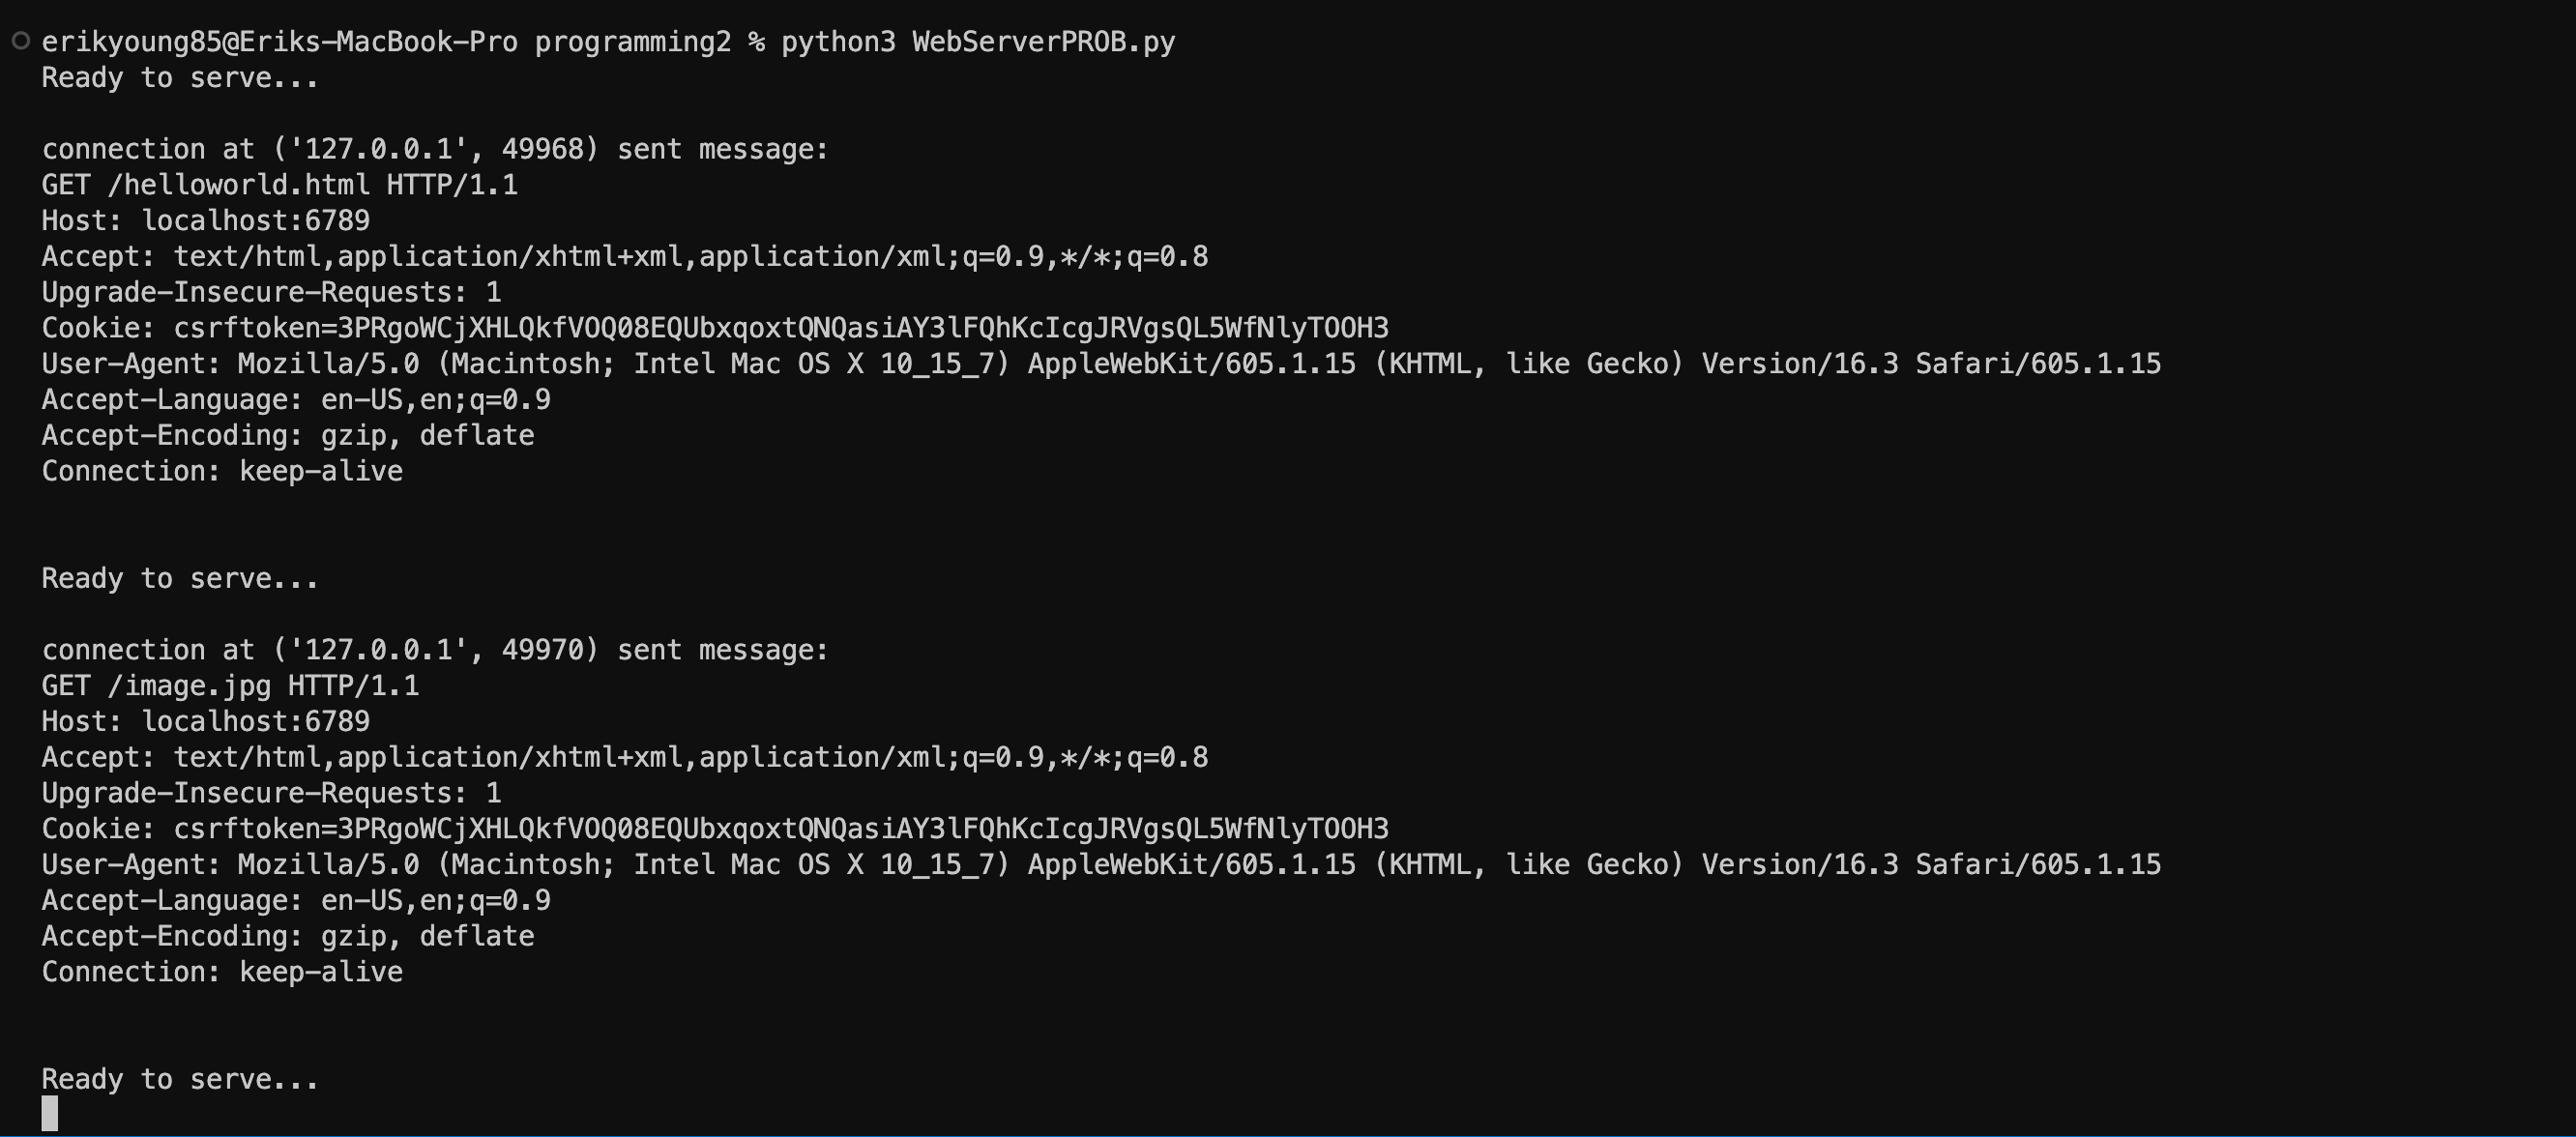 erikyoung85@Eriks-MacBook-Pro programming2 % python3 WebServerPROB.py
Ready to serve...
connection at ('127.0.0.1', 49968) sent message:
GET /helloworld.html HTTP/1.1
Host: localhost:6789
Accept: text/html,application/xhtml+xml,application/xml;q=0.9,*/*;q=0.8
Upgrade-Insecure-Requests: 1
Cookie: csrftoken=3PRgoWCjXHLQkfVOQ08EQUbxqoxtQNQasiAY3lFQhKcIcgJRVgsQL5WfNlyTOOH3
User-Agent: Mozilla/5.0 (Macintosh; Intel Mac OS X 10_15_7) AppleWebKit/605.1.15 (KHTML, like Gecko) Version/16.3 Safari/605.1.15
Accept-Language: en-US,en;q=0.9
Accept-Encoding: gzip, deflate
Connection: keep-alive
Ready to serve...
connection at ('127.0.0.1', 49970) sent message:
GET /image.jpg HTTP/1.1
Host: localhost:6789
Accept: text/html,application/xhtml+xml,application/xml;q=0.9,*/*;q=0.8
Upgrade-Insecure-Requests: 1
Cookie: csrftoken=3PRgoWCjXHLQkfVOQ08EQUbxqoxtQNQasiAY3lFQhKcIcgJRVgsQL5WfNlyTOOH3
User-Agent: Mozilla/5.0 (Macintosh; Intel Mac OS X 10_15_7) AppleWebKit/605.1.15 (KHTML, like Gecko) Version/16.3 Safari/605.1.15
Accept-Language: en-US,en;q=0.9
Accept-Encoding: gzip, deflate
Connection: keep-alive
Ready to serve...